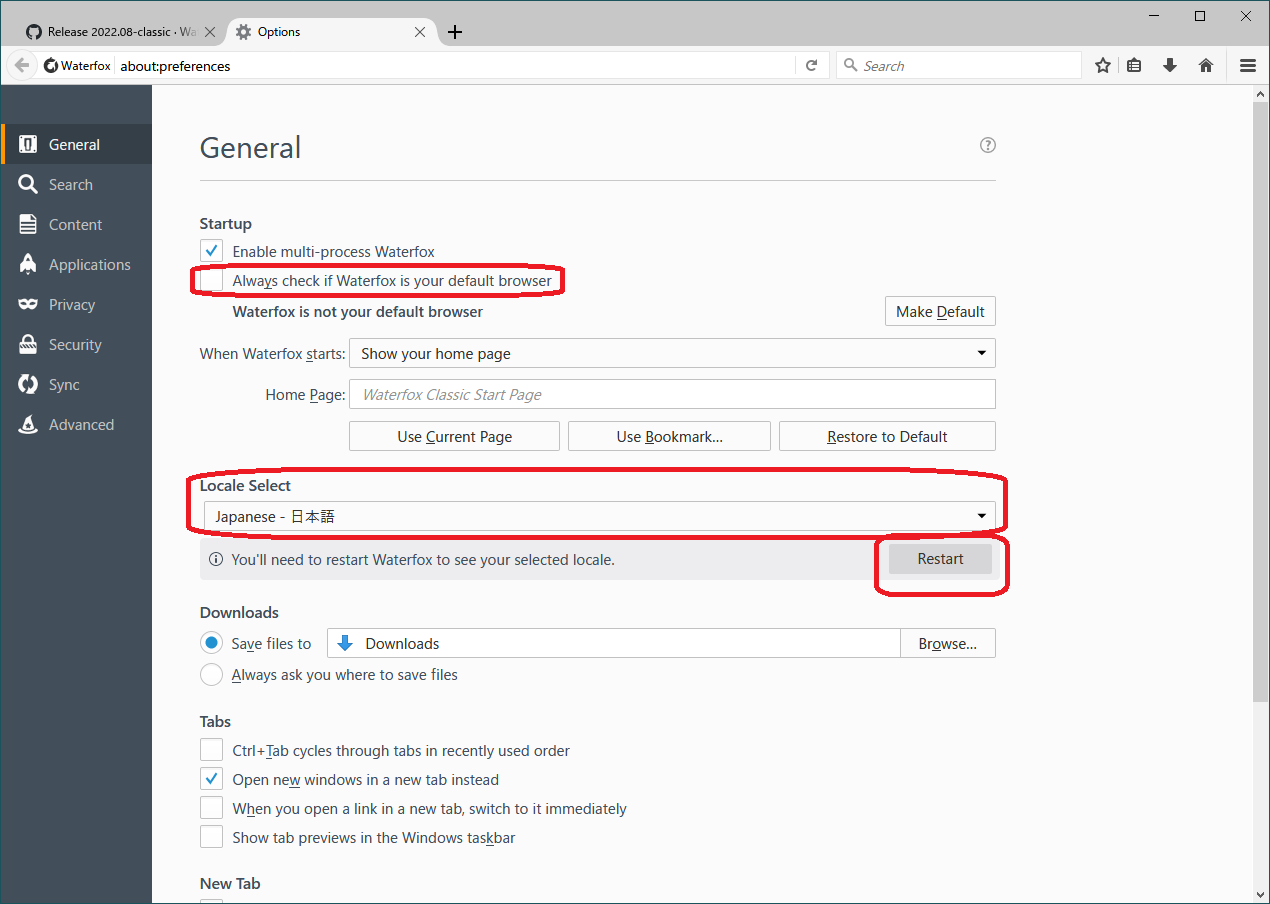 Release 2022.08-classic · Wa
Options
Waterfox about:preferences
Search
General
Search
Content
Applications
Privacy
Security
Sync
Advanced
General
Startup
Enable multi-process Waterfox
Always check if Waterfox is your default browser
Waterfox is not your default browser
Make Default
When Waterfox starts: Show your home page
Home Page: Waterfox Classic Start Page
Use Current Page Use Bookmark... Restore to Default
Locale Select
Japanese - 日本語
You'll need to restart Waterfox to see your selected locale. Restart
Downloads
Save files to Downloads Browse...
Always ask you where to save files
Tabs
Ctrl+Tab cycles through tabs in recently used order
Open new windows in a new tab instead
When you open a link in a new tab, switch to it immediately
Show tab previews in the Windows taskbar
New Tab